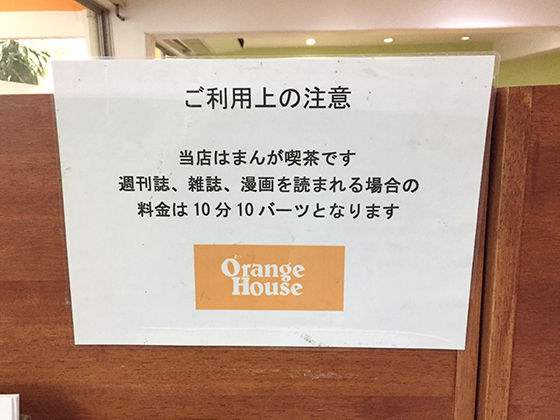 ご利用上の注意
当店はまんが喫茶です
週刊誌、雑誌、漫画を読まれる場合の
料金は10分10バーツとなります
Orange
House